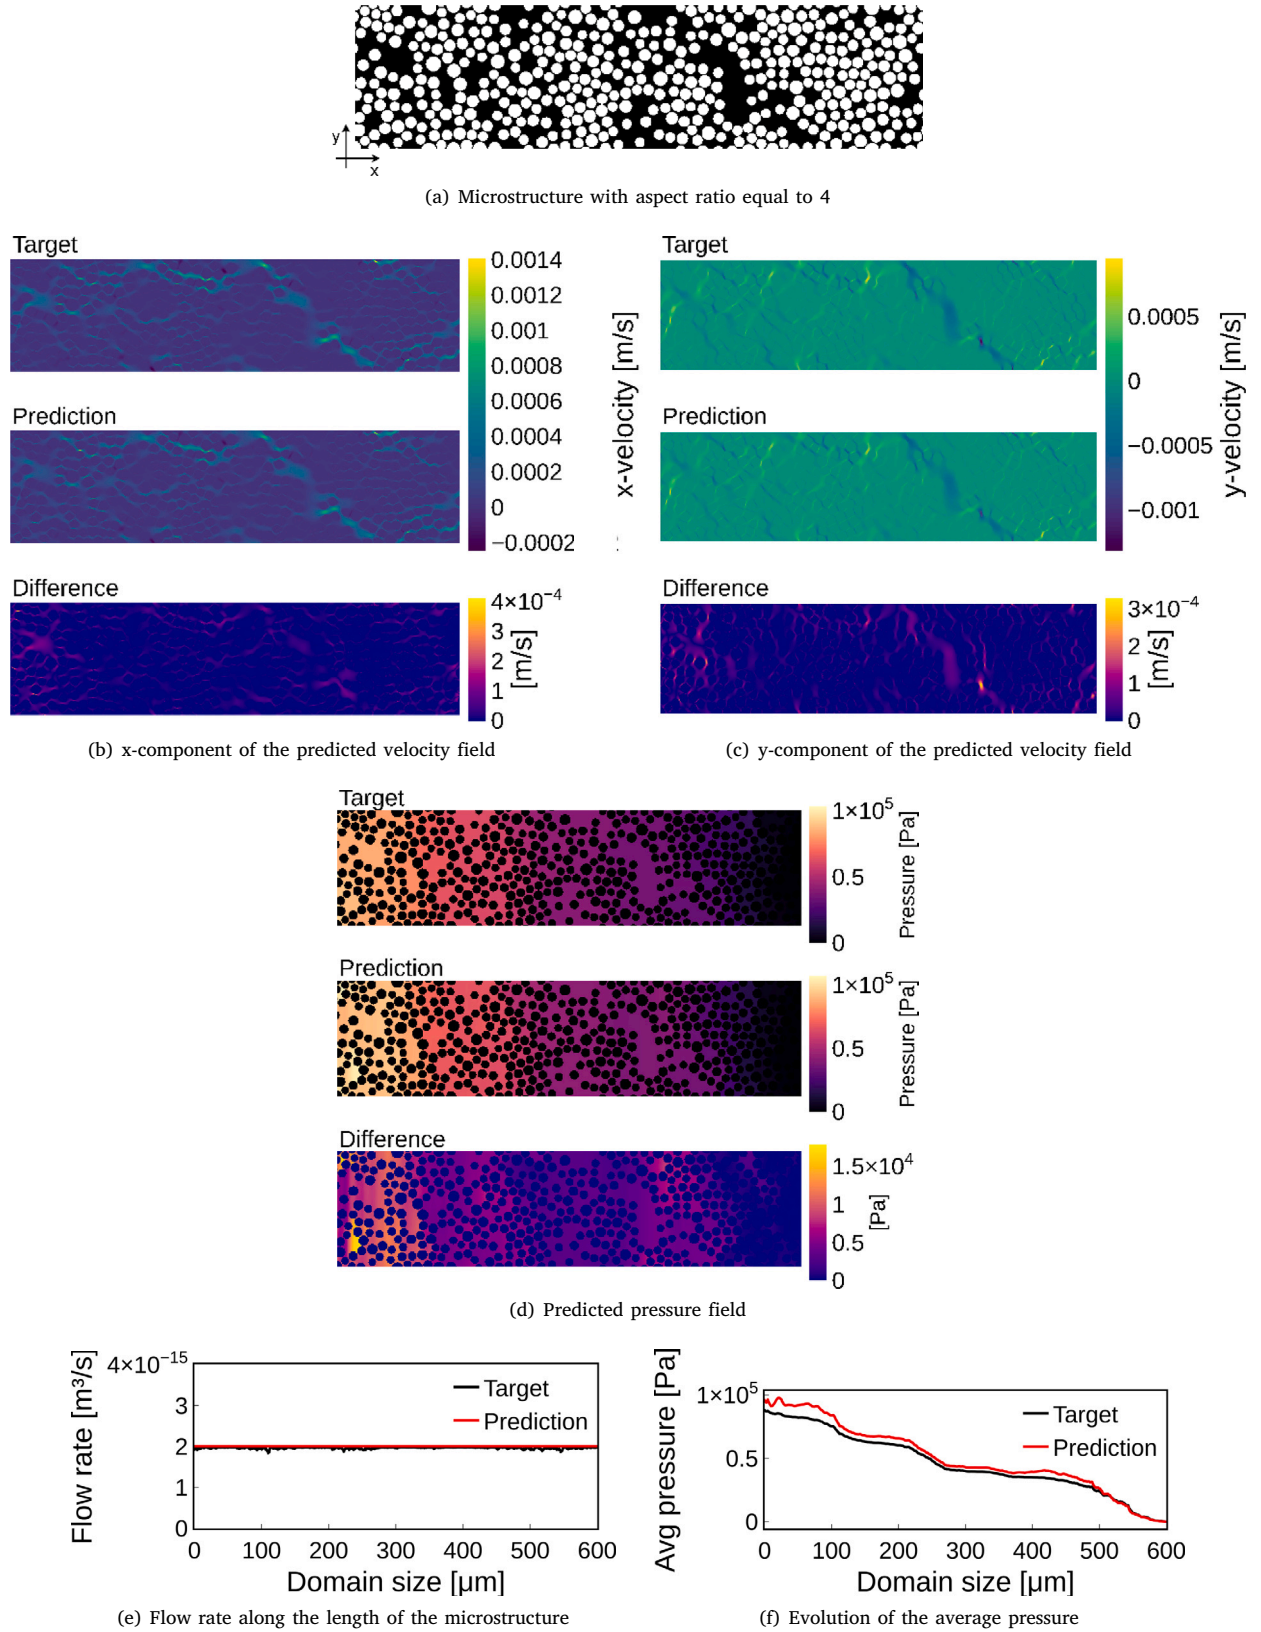 y
x
(a) Microstructure with aspect ratio equal to 4
Target
0.0014
0.0012
0.001
0.0008
0.0006
0.0004
0.0002
0
−0.0002
x-velocity [m/s]
Prediction
Difference
4×10⁻⁴
3
2
1
0
[m/s]
(b) x-component of the predicted velocity field
Target
0.0005
0
−0.0005
−0.001
y-velocity [m/s]
Prediction
Difference
3×10⁻⁴
2
1
0
[m/s]
(c) y-component of the predicted velocity field
Target
1×10⁵
0.5
0
Pressure [Pa]
Prediction
1×10⁵
0.5
0
Pressure [Pa]
Difference
1.5×10⁴
1
0.5
0
[Pa]
(d) Predicted pressure field
Flow rate [m³/s]
4×10⁻¹⁵
3
2
1
0
Target
Prediction
0 100 200 300 400 500 600
Domain size [μm]
(e) Flow rate along the length of the microstructure
Avg pressure [Pa]
1×10⁵
0.5
0
Target
Prediction
0 100 200 300 400 500 600
Domain size [μm]
(f) Evolution of the average pressure